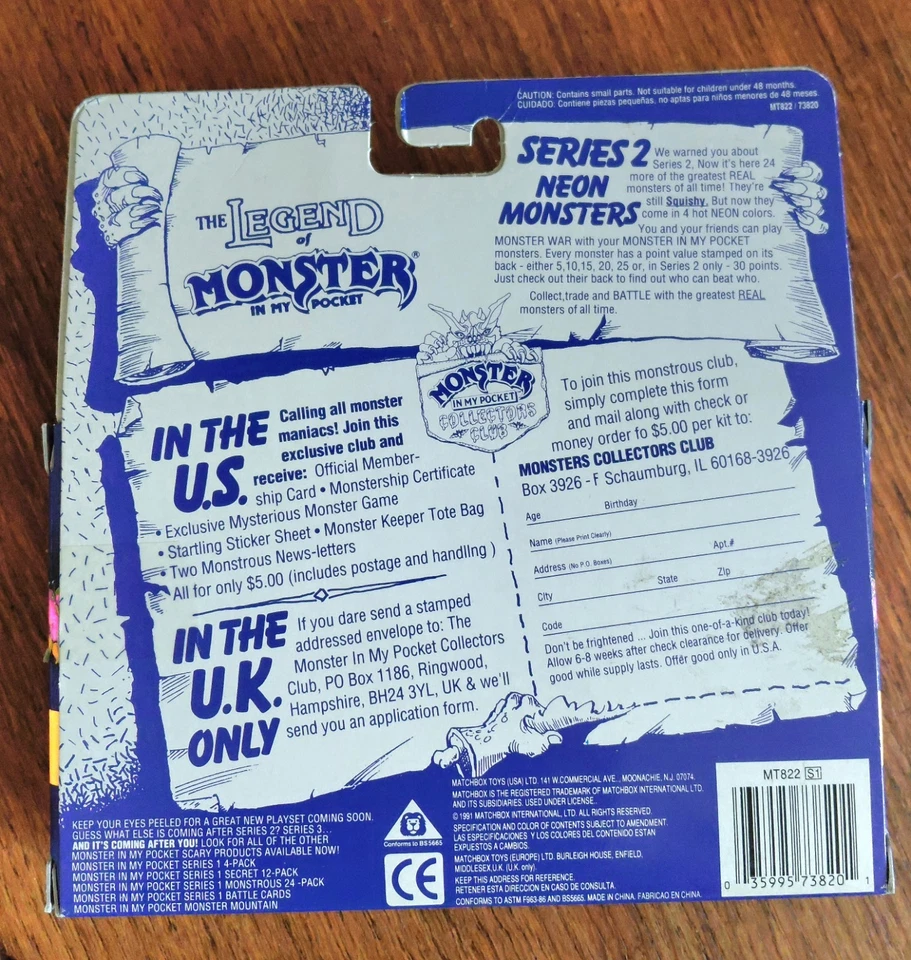 CAUTION: Contains small parts. Not suitable for children under 48 months.
CUIDADO: Contiene piezas pequeñas. no aptas para niños menores de 48 meses
MT822 / 73820
THE LEGEND
of
MONSTER®
IN MY POCKET
SERIES 2
NEON
MONSTERS
We warned you about
Series 2, Now it's here 24
more of the greatest REAL
monsters of all time! They're
still Squishy. But now they
come in 4 hot NEON colors.
You and your friends can play
MONSTER WAR with your MONSTER IN MY POCKET
monsters. Every monster has a point value stamped on its
back - either 5,10,15, 20, 25 or, in Series 2 only - 30 points.
Just check out their back to find out who can beat who.
Collect,trade and BATTLE with the greatest REAL
monsters of all time.
MONSTER
IN MY POCKET
COLLECTORS
CLUB
IN THE
U.S.
Calling all monster
maniacs! Join this
exclusive club and
receive: Official Member-
ship Card • Monstership Certificate
• Exclusive Mysterious Monster Game
• Startling Sticker Sheet • Monster Keeper Tote Bag
• Two Monstrous News-letters
All for only $5.00 (includes postage and handling )
IN THE
U.K.
ONLY
If you dare send a stamped
addressed envelope to: The
Monster In My Pocket Collectors
Club, PO Box 1186, Ringwood,
Hampshire, BH24 3YL, UK & we'll
send you an application form.
To join this monstrous club,
simply complete this form
and mail along with check or
money order fo $5.00 per kit to:
MONSTERS COLLECTORS CLUB
Box 3926 - F Schaumburg, IL 60168-3926
Age Birthday
Name (Please Print Clearly)
Address (No P.O. Boxes) Apt.#
City State Zip
Code
Don't be frightened ... Join this one-of-a-kind club today!
Allow 6-8 weeks after check clearance for delivery. Offer
good while supply lasts. Offer good only in U.S.A.
KEEP YOUR EYES PEELED FOR A GREAT NEW PLAYSET COMING SOON.
GUESS WHAT ELSE IS COMING AFTER SERIES 2? SERIES 3...
AND IT'S COMING AFTER YOU! LOOK FOR ALL OF THE OTHER
MONSTER IN MY POCKET SCARY PRODUCTS AVAILABLE NOW!
MONSTER IN MY POCKET SERIES 1 4-PACK
MONSTER IN MY POCKET SERIES 1 SECRET 12-PACK
MONSTER IN MY POCKET SERIES 1 MONSTROUS 24 -PACK
MONSTER IN MY POCKET SERIES 1 BATTLE CARDS
MONSTER IN MY POCKET MONSTER MOUNTAIN
Conforms to BS5665
CE
MATCHBOX TOYS (USA) LTD. 141 W.COMMERCIAL AVE., MOONACHIE, N.J. 07074.
MATCHBOX IS THE REGISTERED TRADEMARK OF MATCHBOX INTERNATIONAL LTD.
AND ITS SUBSIDIARIES. USED UNDER LICENSE.
© 1991 MATCHBOX INTERNATIONAL LTD. ALL RIGHTS RESERVED.
SPECIFICATION AND COLOR OF CONTENTS SUBJECT TO AMENDMENT.
LAS ESPECIFICACIONES Y LOS COLORES DEL CONTENIDO ESTAN
EXPUESTOS A CAMBIOS.
MATCHBOX TOYS (EUROPE) LTD. BURLEIGH HOUSE, ENFIELD,
MIDDLESEX,U.K. (U.K. only)
KEEP THIS ADDRESS FOR REFERENCE.
RETENER ESTA DIRECCION EN CASO DE CONSULTA.
CONFORMS TO ASTM F963-86 AND BS5665. MADE IN CHINA. FABRICAO EN CHINA.
MT822 S1
0 35995 73820 1